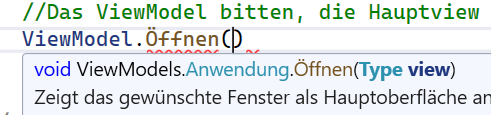 //Das ViewModel bitten, die Hauptview
ViewModel.Öffnen()
void ViewModels.Anwendung.Öffnen(Type view)
Zeigt das gewünschte Fenster als Hauptoberfläche an